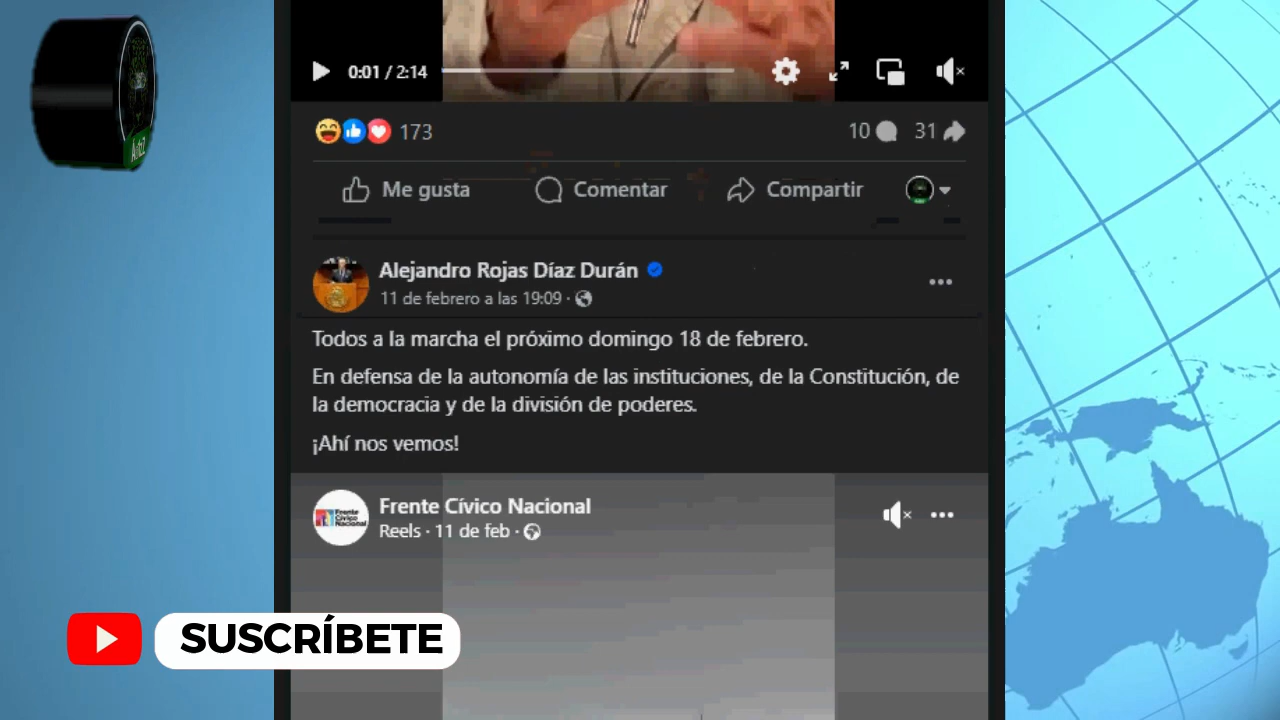 0:01 / 2:14
173
10
31
Me gusta
Comentar
Compartir
Alejandro Rojas Díaz Durán
11 de febrero a las 19:09 ·
Todos a la marcha el próximo domingo 18 de febrero.
En defensa de la autonomía de las instituciones, de la Constitución, de
la democracia y de la división de poderes.
¡Ahí nos vemos!
Frente
Cívico
Nacional
Frente Cívico Nacional
Reels · 11 de feb ·
SUSCRÍBETE